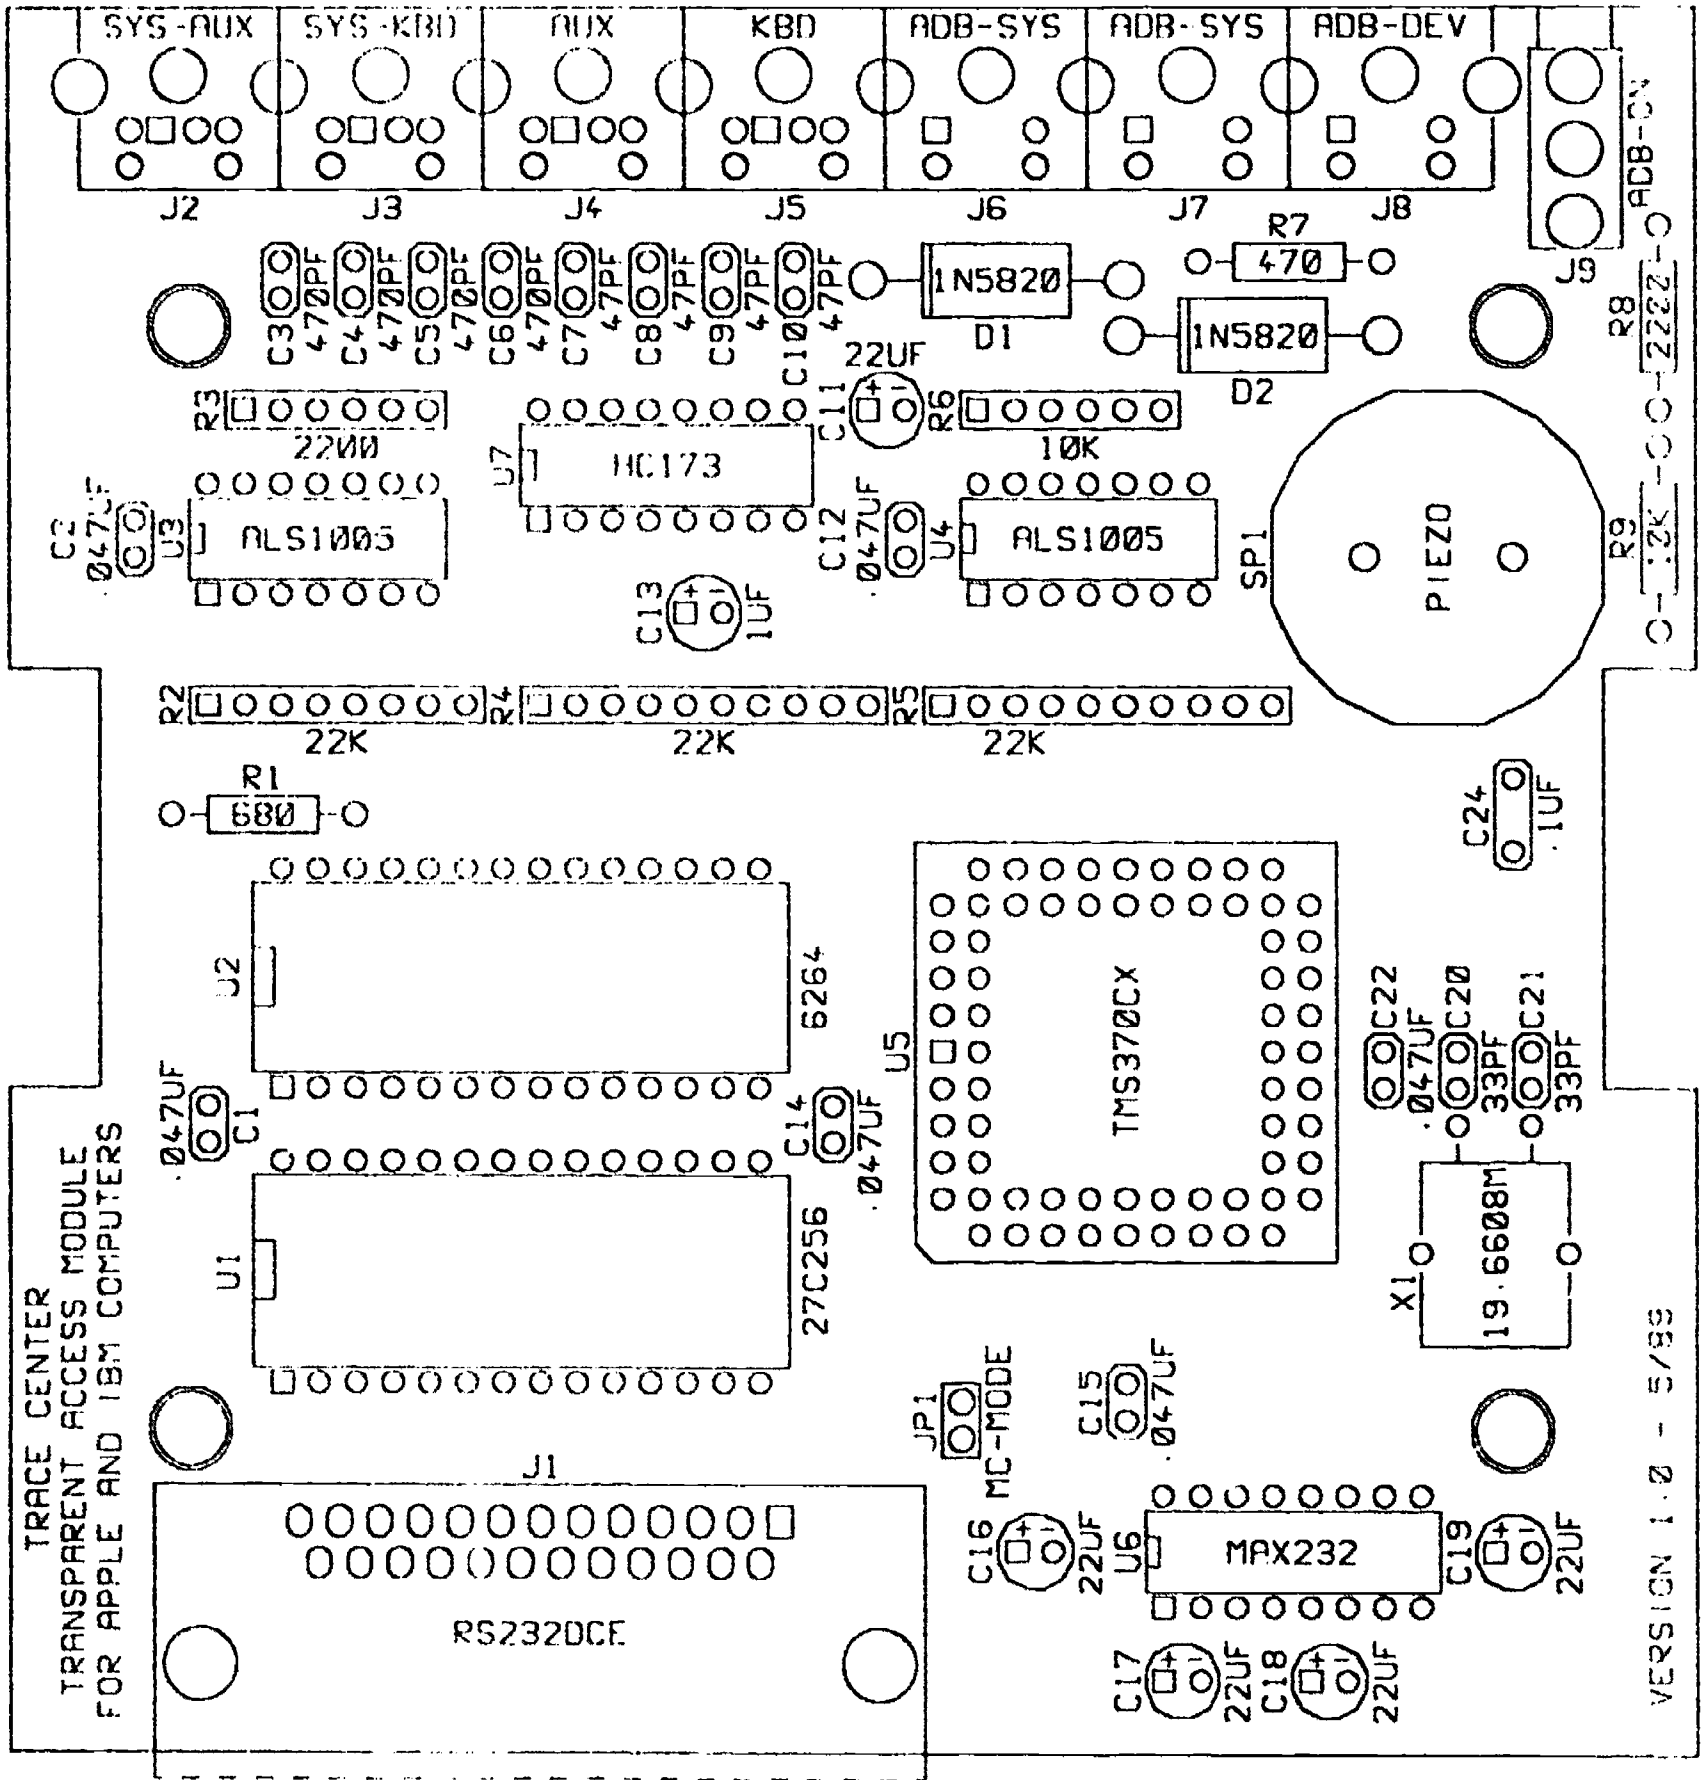 SYS-AUX
SYS-KBD
AUX
KBD
ADB-SYS
ADB-SYS
ADB-DEV
ADB-ON
J2
J3
J4
J5
J6
J7
J8
J9
C3
470PF
C4
470PF
C5
470PF
C6
470PF
C7
47PF
C8
47PF
C9
47PF
C10
47PF
1N5820
D1
R7
470
1N5820
D2
R8
R3
2200
22UF
C11
R6
10K
U7
HC173
C2
.047UF
U3
ALS1005
C12
.047UF
U4
ALS1005
SP1
PIEZO
R9
10K
C13
1UF
R2
22K
R4
22K
R5
22K
R1
680
C24
.1UF
U2
6264
U5
TMS370CX
C22
.047UF
C20
33PF
C21
33PF
.047UF
C1
C14
.047UF
U1
27C256
X1
19.6608M
TRACE CENTER
TRANSPARENT ACCESS MODULE
FOR APPLE AND IBM COMPUTERS
JP1
MC-MODE
C15
.047UF
J1
RS232DCE
C16
22UF
U6
MAX232
C19
22UF
C17
22UF
C18
22UF
VERSION 1.0 -